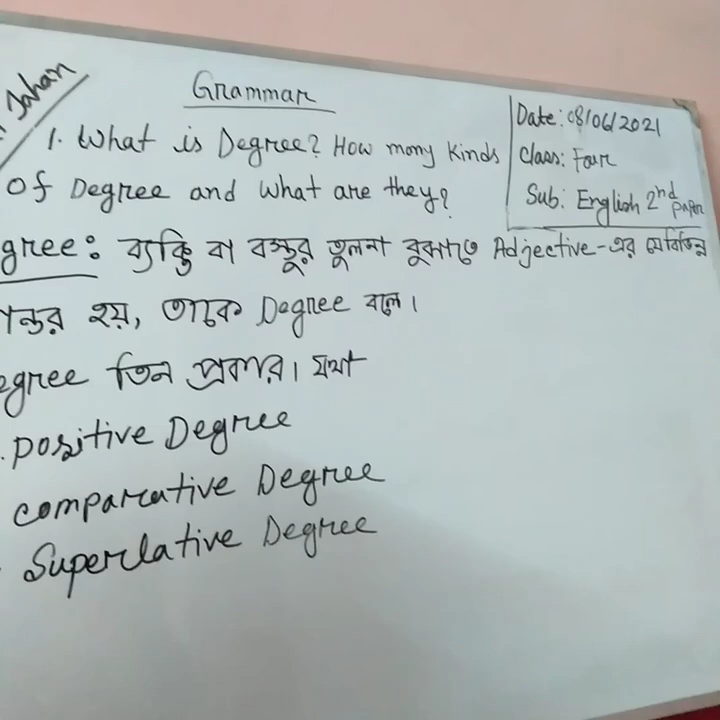 Jahan
Grammar
Date: 08/06/2021
Class: Four
Sub: English 2nd Paper
1. What is Degree? How many Kinds
of Degree and what are they?
gree: ব্যক্তি বা বস্তুর তুলনা বুঝাতে Adjective-এর যে বিভিন্ন
ন্তর হয়, তাকে Degree বলে।
egree তিন প্রকার। যথা
. Positive Degree
Comparative Degree
Superlative Degree